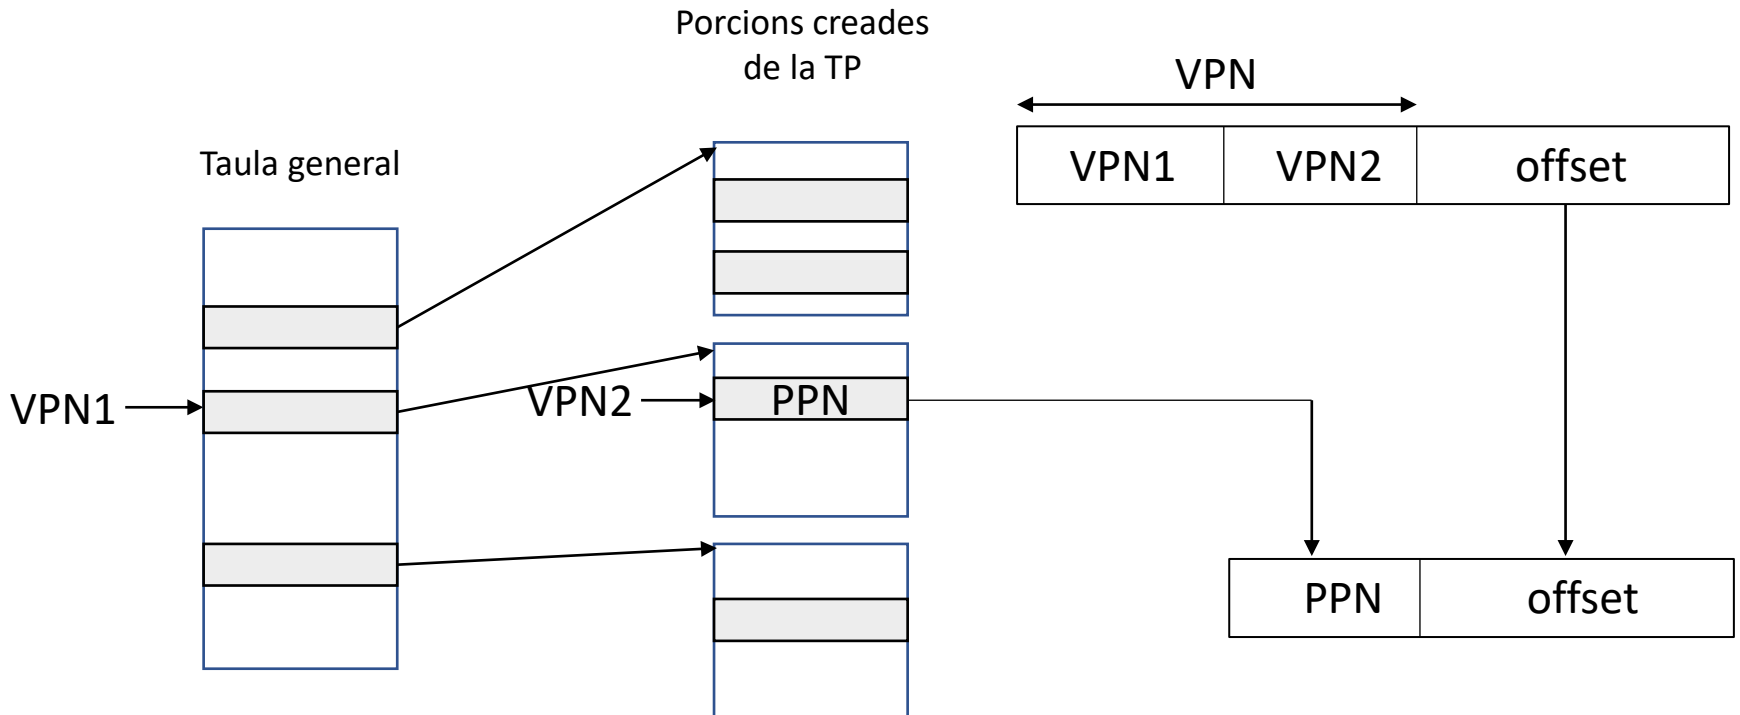 Porcions creades
de la TP
VPN
Taula general
VPN1 VPN2 offset
VPN1
VPN2
PPN
PPN offset